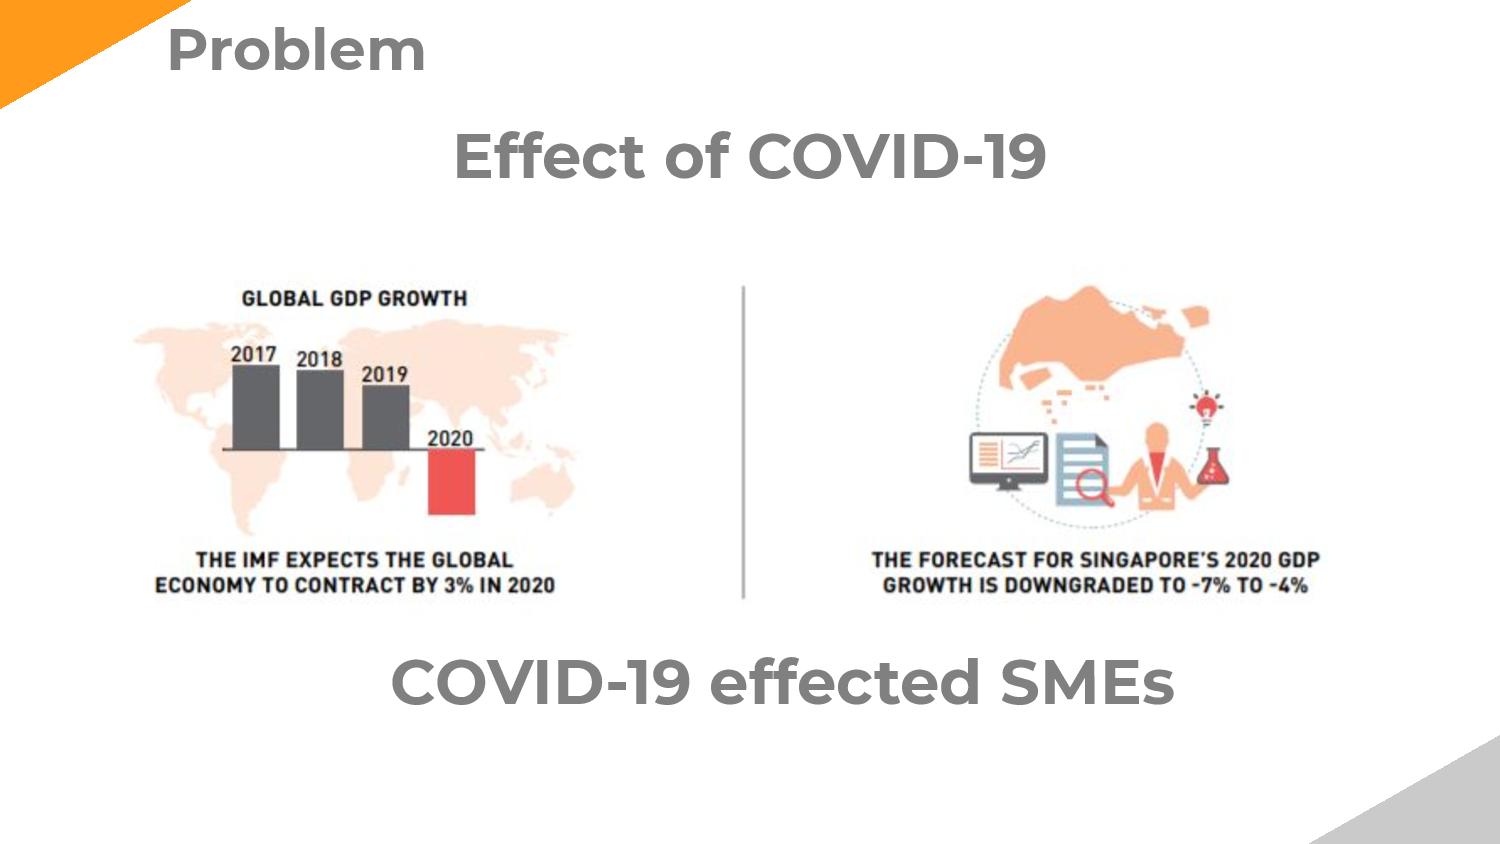 Problem
Effect of COVID-19
GLOBAL GDP GROWTH
2017
2018
2019
2020
THE IMF EXPECTS THE GLOBAL
ECONOMY TO CONTRACT BY 3% IN 2020
THE FORECAST FOR SINGAPORE'S 2020 GDP
GROWTH IS DOWNGRADED TO -7% TO -4%
COVID-19 effected SMEs